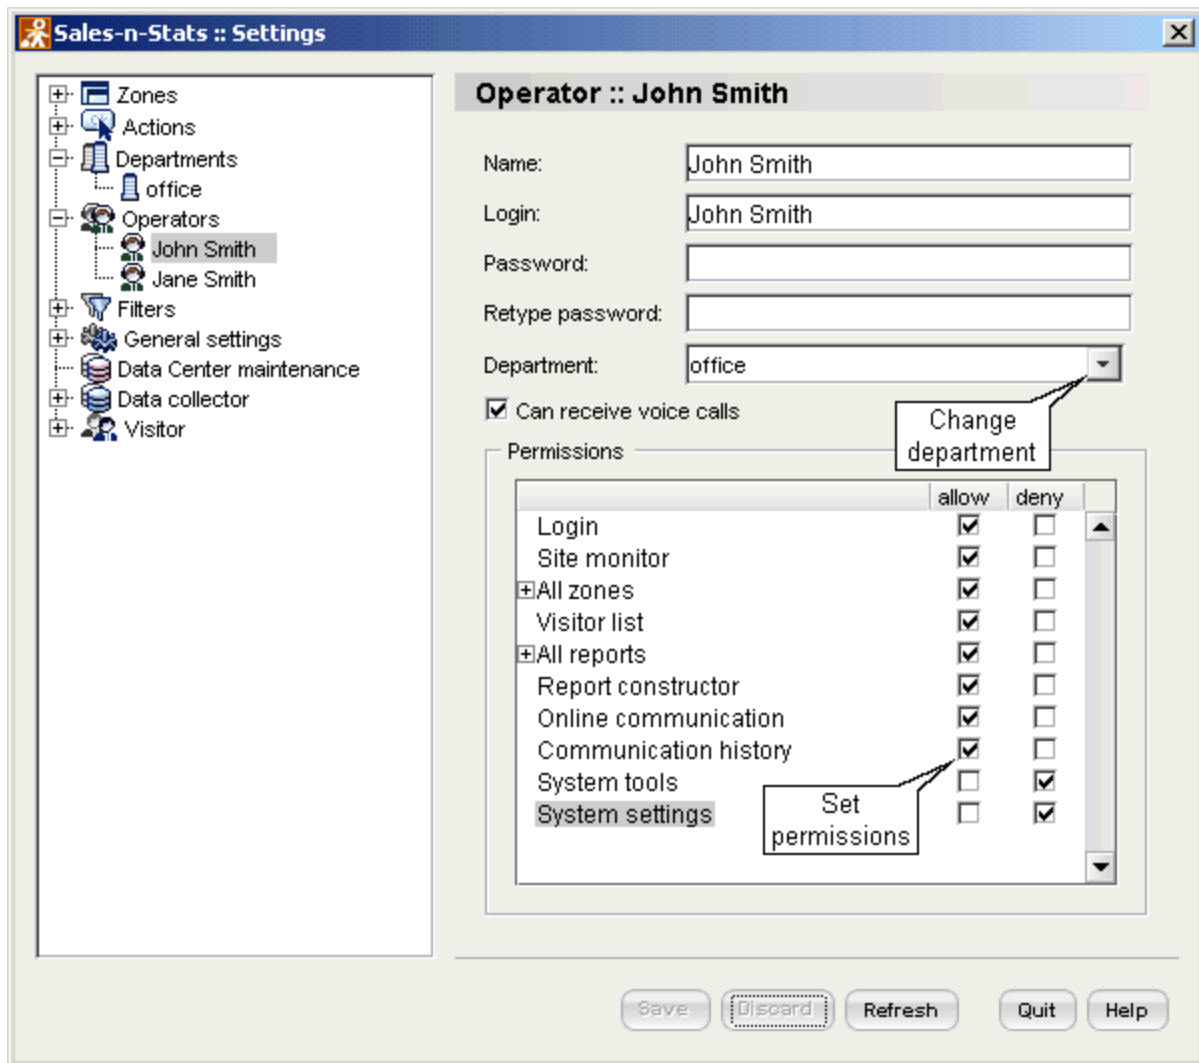 Sales-n-Stats :: Settings
Zones
Actions
Departments
office
Operators
John Smith
Jane Smith
Filters
General settings
Data Center maintenance
Data collector
Visitor
Operator :: John Smith
Name: John Smith
Login: John Smith
Password:
Retype password:
Department: office
Can receive voice calls
Change
department
Permissions
allow deny
Login
Site monitor
All zones
Visitor list
All reports
Report constructor
Online communication
Communication history
System tools
System settings
Set
permissions
Save Discard Refresh Quit Help